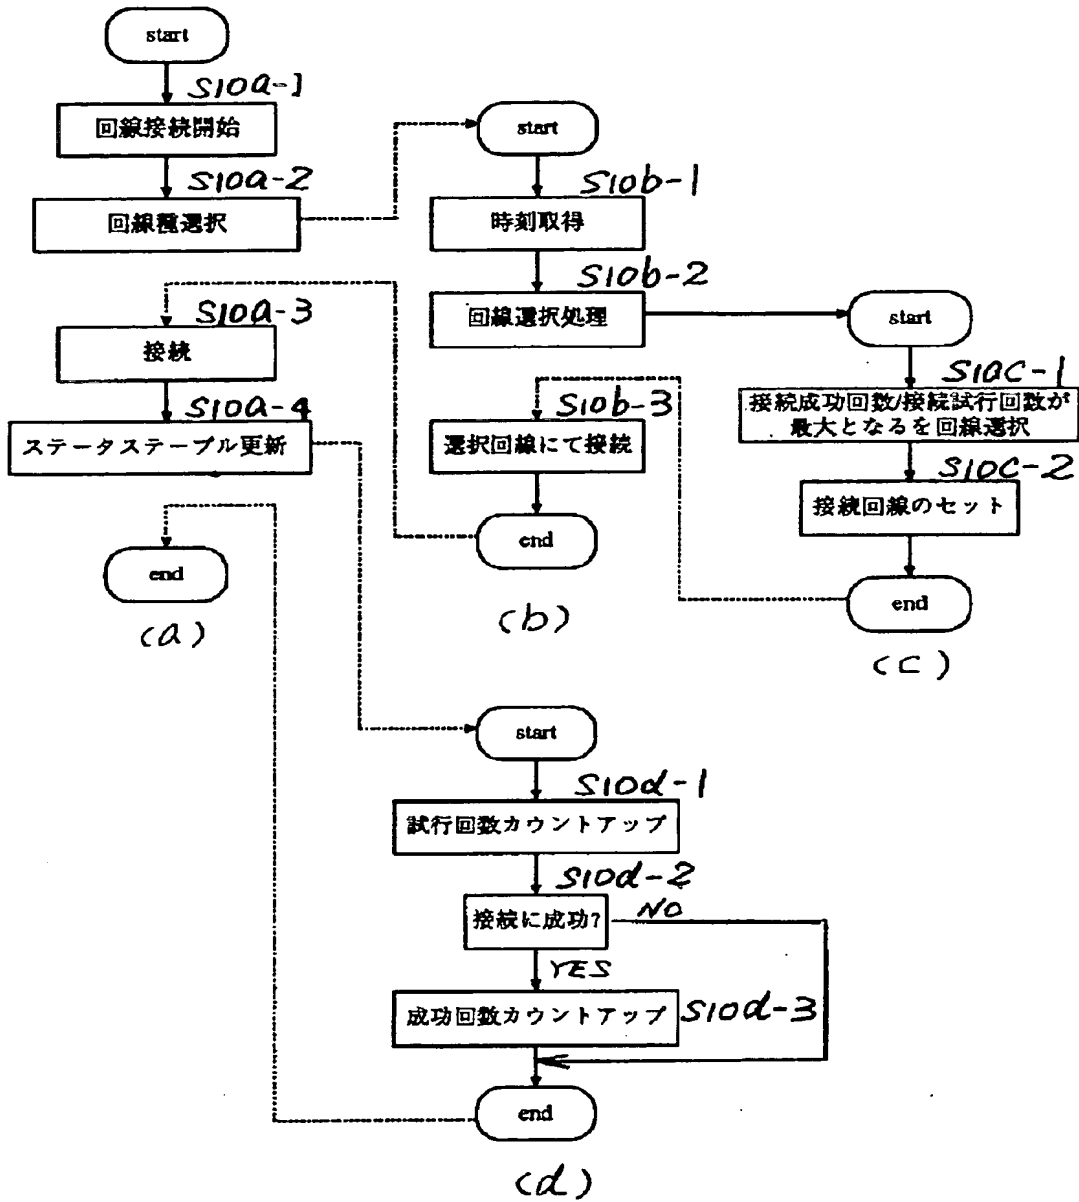 start
S10a-1
回線接続開始
S10a-2
回線種選択
S10a-3
接続
S10a-4
ステータステーブル更新
end
(a)
start
S10b-1
時刻取得
S10b-2
回線選択処理
S10b-3
選択回線にて接続
end
(b)
start
S10c-1
接続成功回数/接続試行回数が
最大となるを回線選択
S10c-2
接続回線のセット
end
(c)
start
S10d-1
試行回数カウントアップ
S10d-2
接続に成功?
NO
YES
成功回数カウントアップ
S10d-3
end
(d)